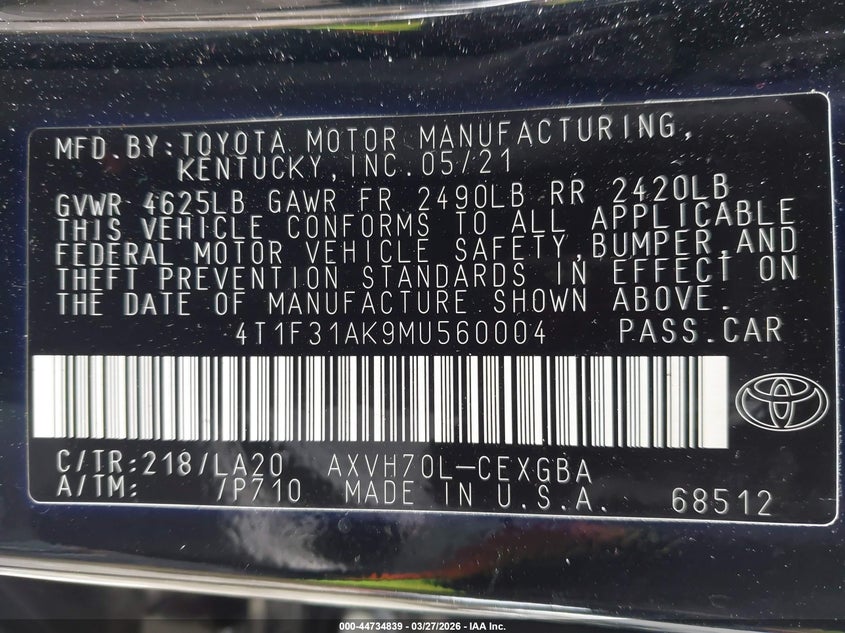 MFD.BY:TOYOTA MOTOR MANUFACTURING,
KENTUCKY,INC.05/21
GVWR 4625LB GAWR FR 2490LB RR 2420LB
THIS VEHICLE CONFORMS TO ALL APPLICABLE
FEDERAL MOTOR VEHICLE SAFETY,BUMPER,AND
THEFT PREVENTION STANDARDS IN EFFECT ON
THE DATE OF MANUFACTURE SHOWN ABOVE.
4T1F31AK9MU560004 PASS.CAR
C/TR:218/LA20 AXVH70L-CEXGBA
A/TM: /P710 MADE IN U.S.A. 68512
000-44734839 - 03/27/2026 - IAA Inc.